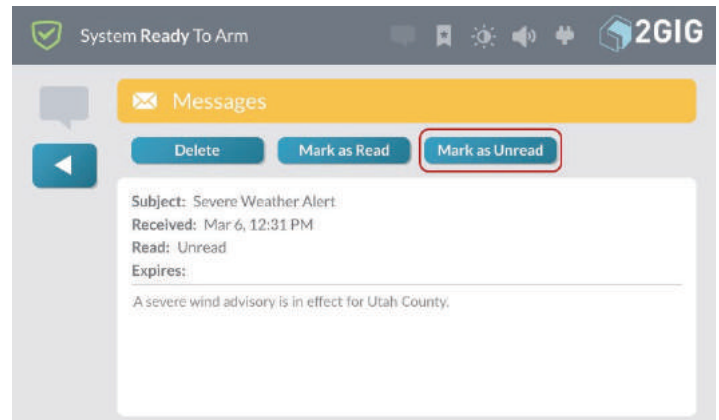 System Ready To Arm
2GIG
Messages
Delete Mark as Read Mark as Unread
Subject: Severe Weather Alert
Received: Mar 6, 12:31 PM
Read: Unread
Expires:
A severe wind advisory is in effect for Utah County.